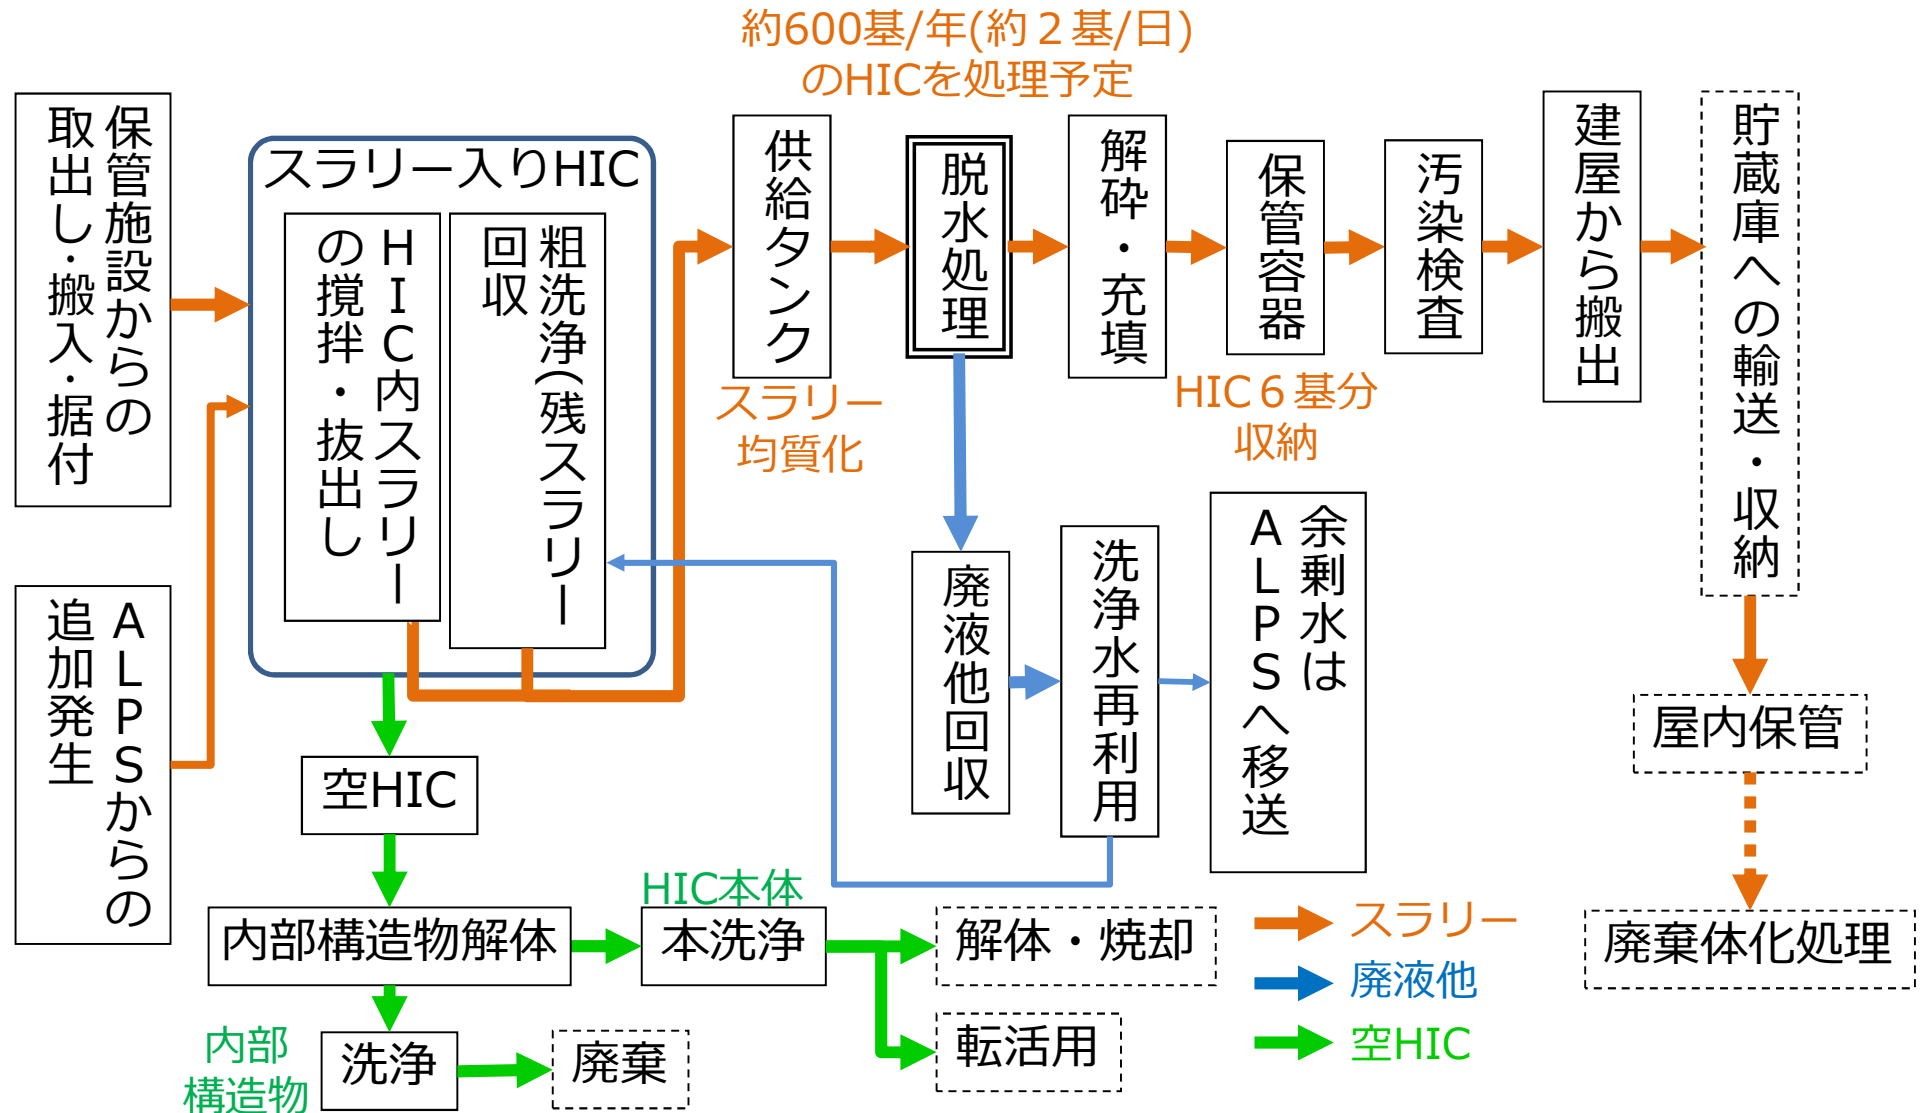 約600基/年(約２基/日)
のHICを処理予定
保管施設からの
取出し・搬入・据付
ALPSからの
追加発生
スラリー入りHIC
HIC内スラリー
の撹拌・抜出し
粗洗浄(残スラリー
回収
供給タンク
スラリー
均質化
脱水処理
解砕・充填
保管容器
HIC６基分
収納
汚染検査
建屋から搬出
貯蔵庫への輸送・収納
屋内保管
廃棄体化処理
廃液他回収
洗浄水再利用
余剰水は
ALPSへ移送
空HIC
内部構造物解体
HIC本体
本洗浄
解体・焼却
転活用
内部
構造物
洗浄
廃棄
スラリー
廃液他
空HIC